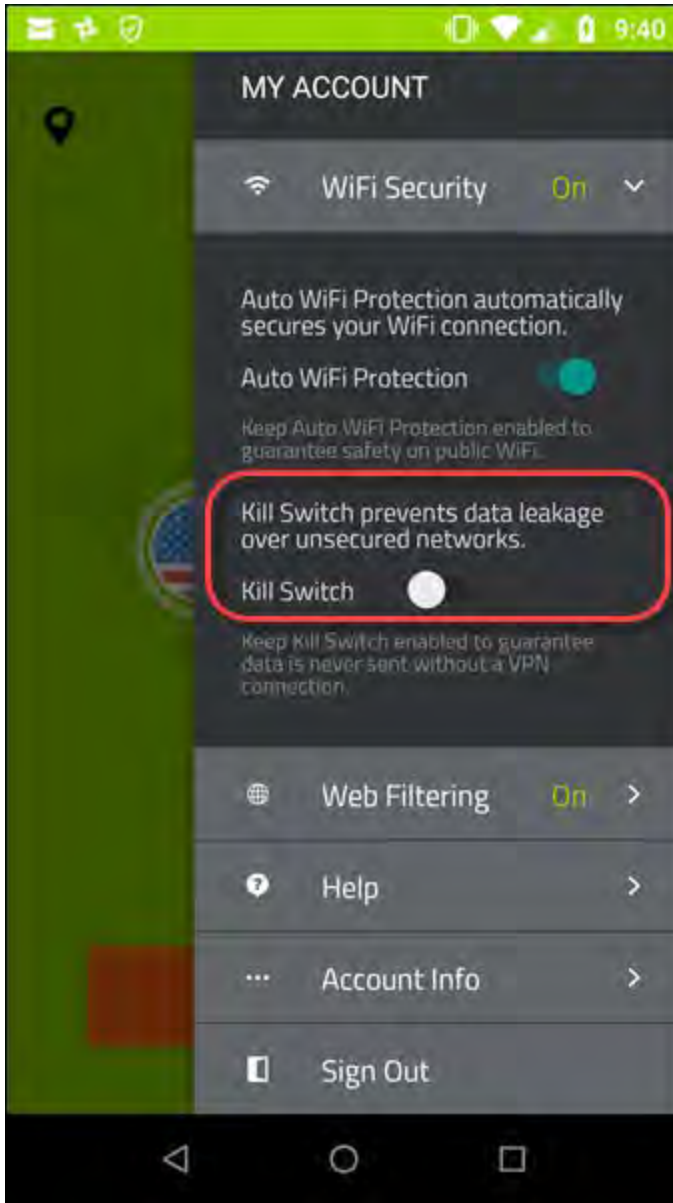 9:40
MY ACCOUNT
WiFi Security On
Auto WiFi Protection automatically
secures your WiFi connection.
Auto WiFi Protection
Keep Auto WiFi Protection enabled to
guarantee safety on public WiFi.
Kill Switch prevents data leakage
over unsecured networks.
Kill Switch
Keep Kill Switch enabled to guarantee
data is never sent without a VPN
connection.
Web Filtering On
Help
Account Info
Sign Out